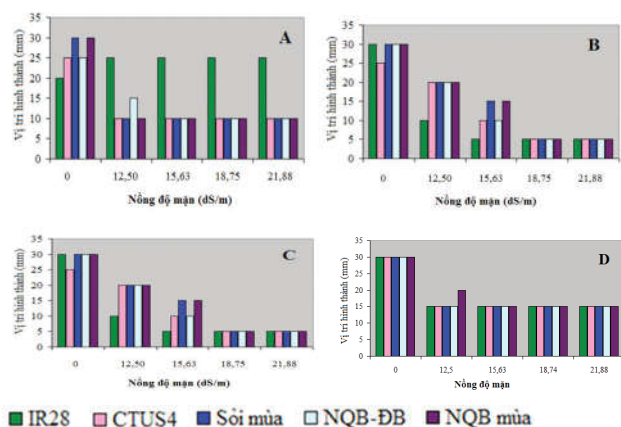 A
Vị trí hình thành (mm)
35
30
25
20
15
10
5
0
0 12,50 15,63 18,75 21,88
Nồng độ mặn (dS/m)
B
Vị trí hình thành (mm)
35
30
25
20
15
10
5
0
0 12,50 15,63 18,75 21,88
Nồng độ mặn (dS/m)
C
Vị trí hình thành (mm)
35
30
25
20
15
10
5
0
0 12,50 15,63 18,75 21,88
Nồng độ mặn (dS/m)
D
Vị trí hình thành (mm)
35
30
25
20
15
10
5
0
0 12,5 15,63 18,74 21,88
Nồng độ mặn
IR28 CTUS4 Sỏi mùa NQB-ĐB NQB mùa